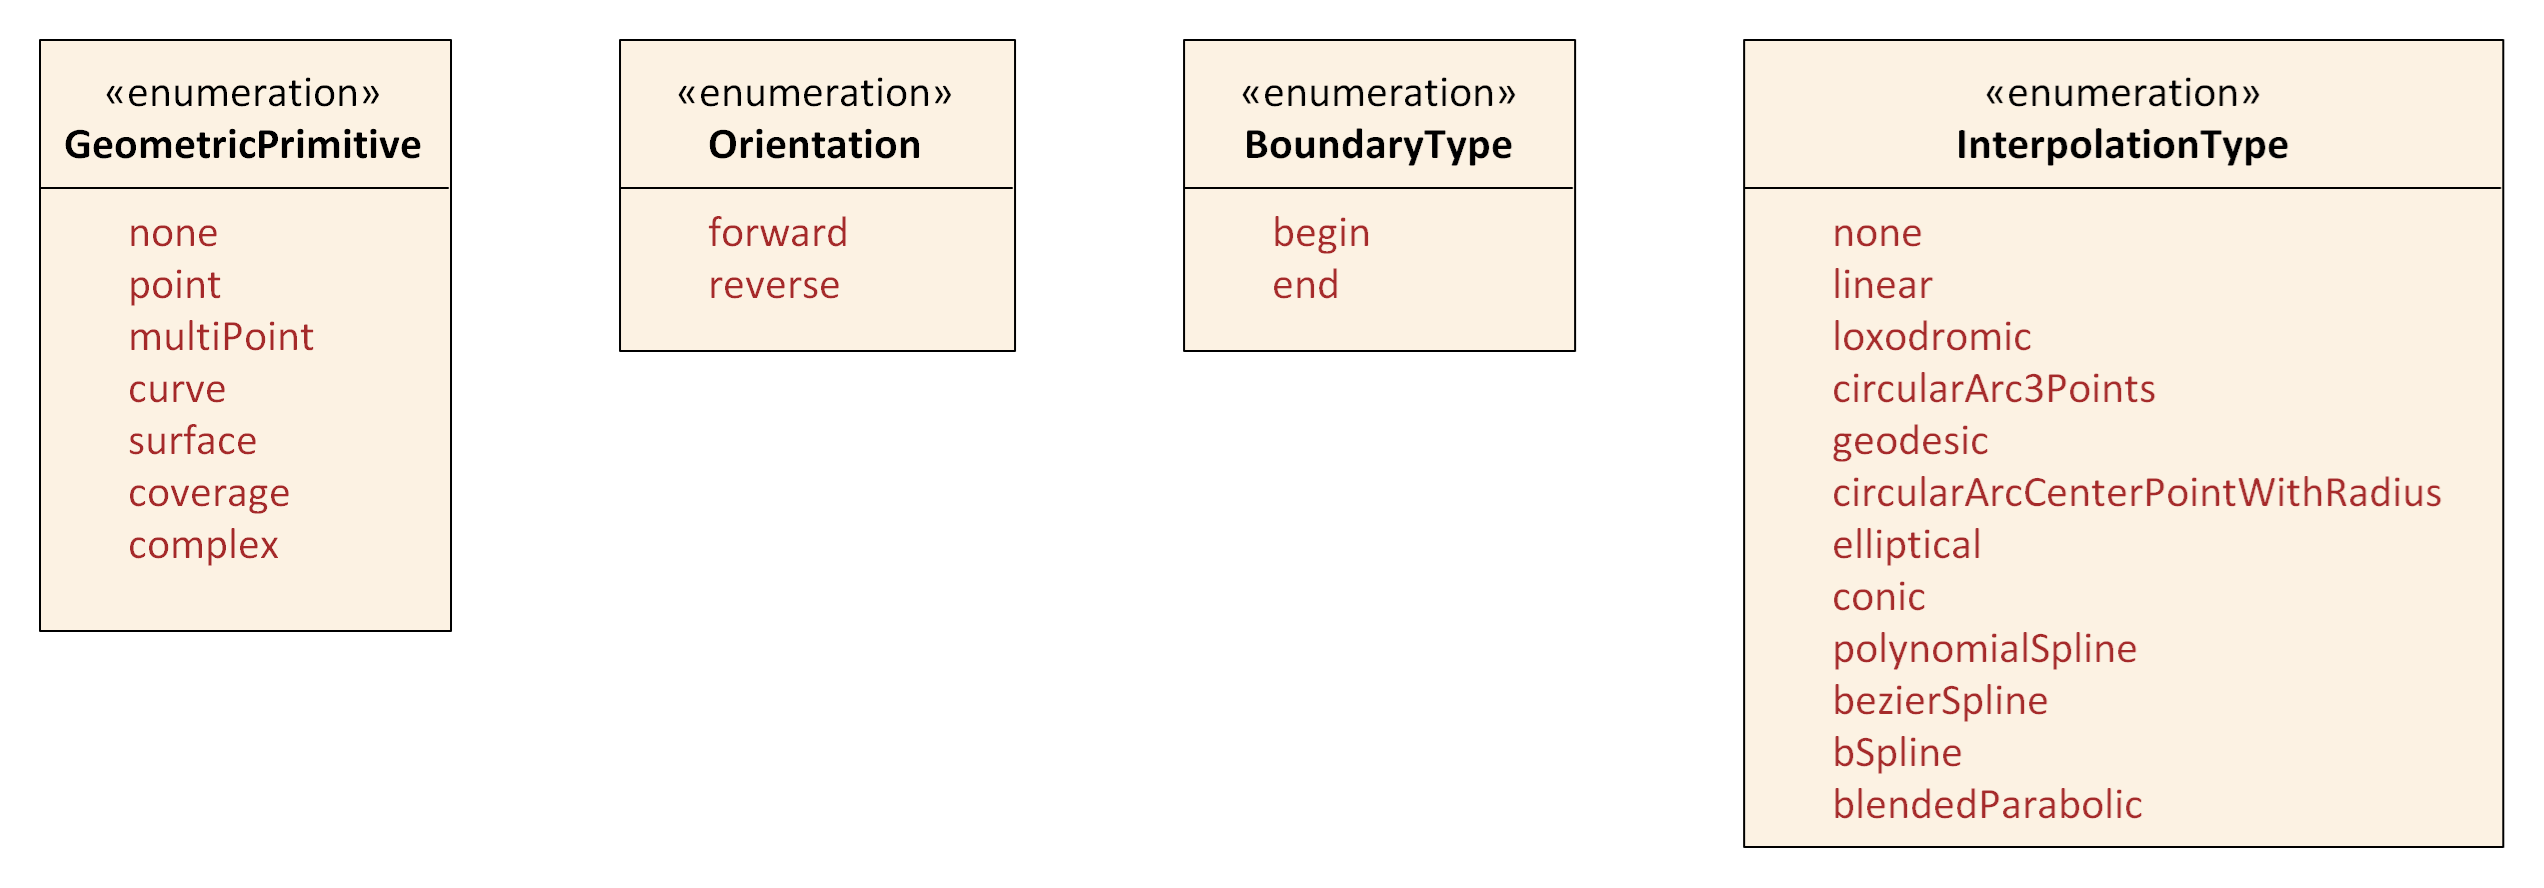 «enumeration»
GeometricPrimitive
none
point
multiPoint
curve
surface
coverage
complex
«enumeration»
Orientation
forward
reverse
«enumeration»
BoundaryType
begin
end
«enumeration»
InterpolationType
none
linear
loxodromic
circularArc3Points
geodesic
circularArcCenterPointWithRadius
elliptical
conic
polynomialSpline
bezierSpline
bSpline
blendedParabolic